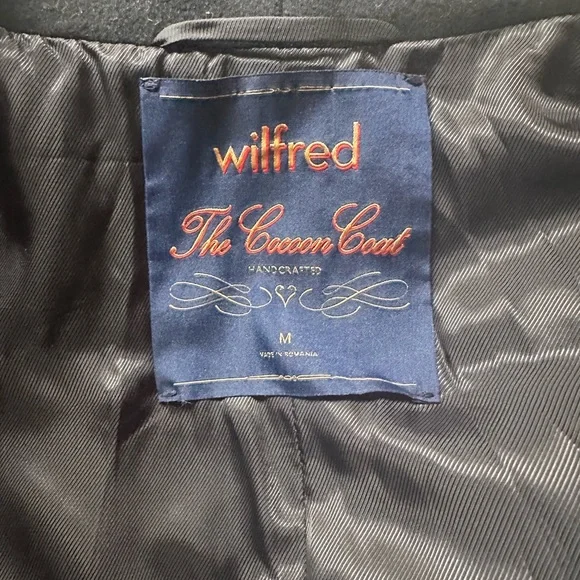 wilfred
The Cocoon Coat
HANDCRAFTED
M
MADE IN ROMANIA